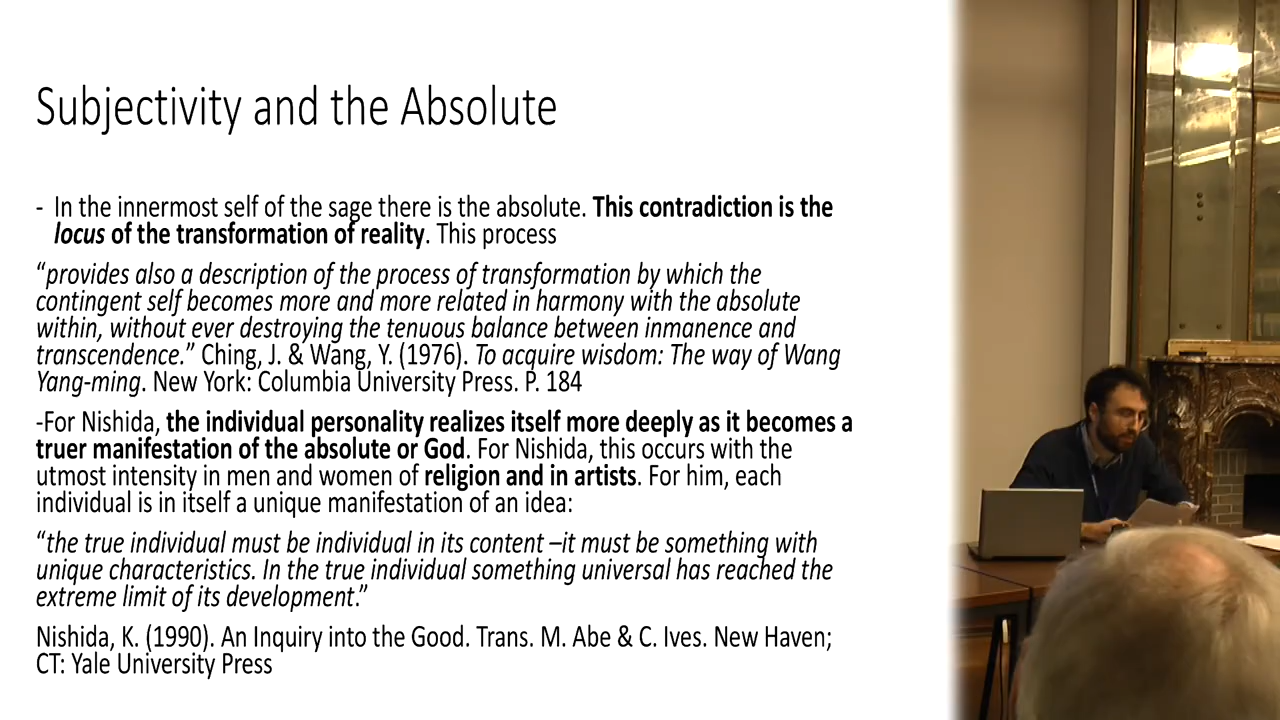 Subjectivity and the Absolute
- In the innermost self of the sage there is the absolute. This contradiction is the
locus of the transformation of reality. This process
“provides also a description of the process of transformation by which the
contingent self becomes more and more related in harmony with the absolute
within, without ever destroying the tenuous balance between inmanence and
transcendence.” Ching, J. & Wang, Y. (1976). To acquire wisdom: The way of Wang
Yang-ming. New York: Columbia University Press. P. 184
-For Nishida, the individual personality realizes itself more deeply as it becomes a
truer manifestation of the absolute or God. For Nishida, this occurs with the
utmost intensity in men and women of religion and in artists. For him, each
individual is in itself a unique manifestation of an idea:
“the true individual must be individual in its content –it must be something with
unique characteristics. In the true individual something universal has reached the
extreme limit of its development.”
Nishida, K. (1990). An Inquiry into the Good. Trans. M. Abe & C. Ives. New Haven;
CT: Yale University Press